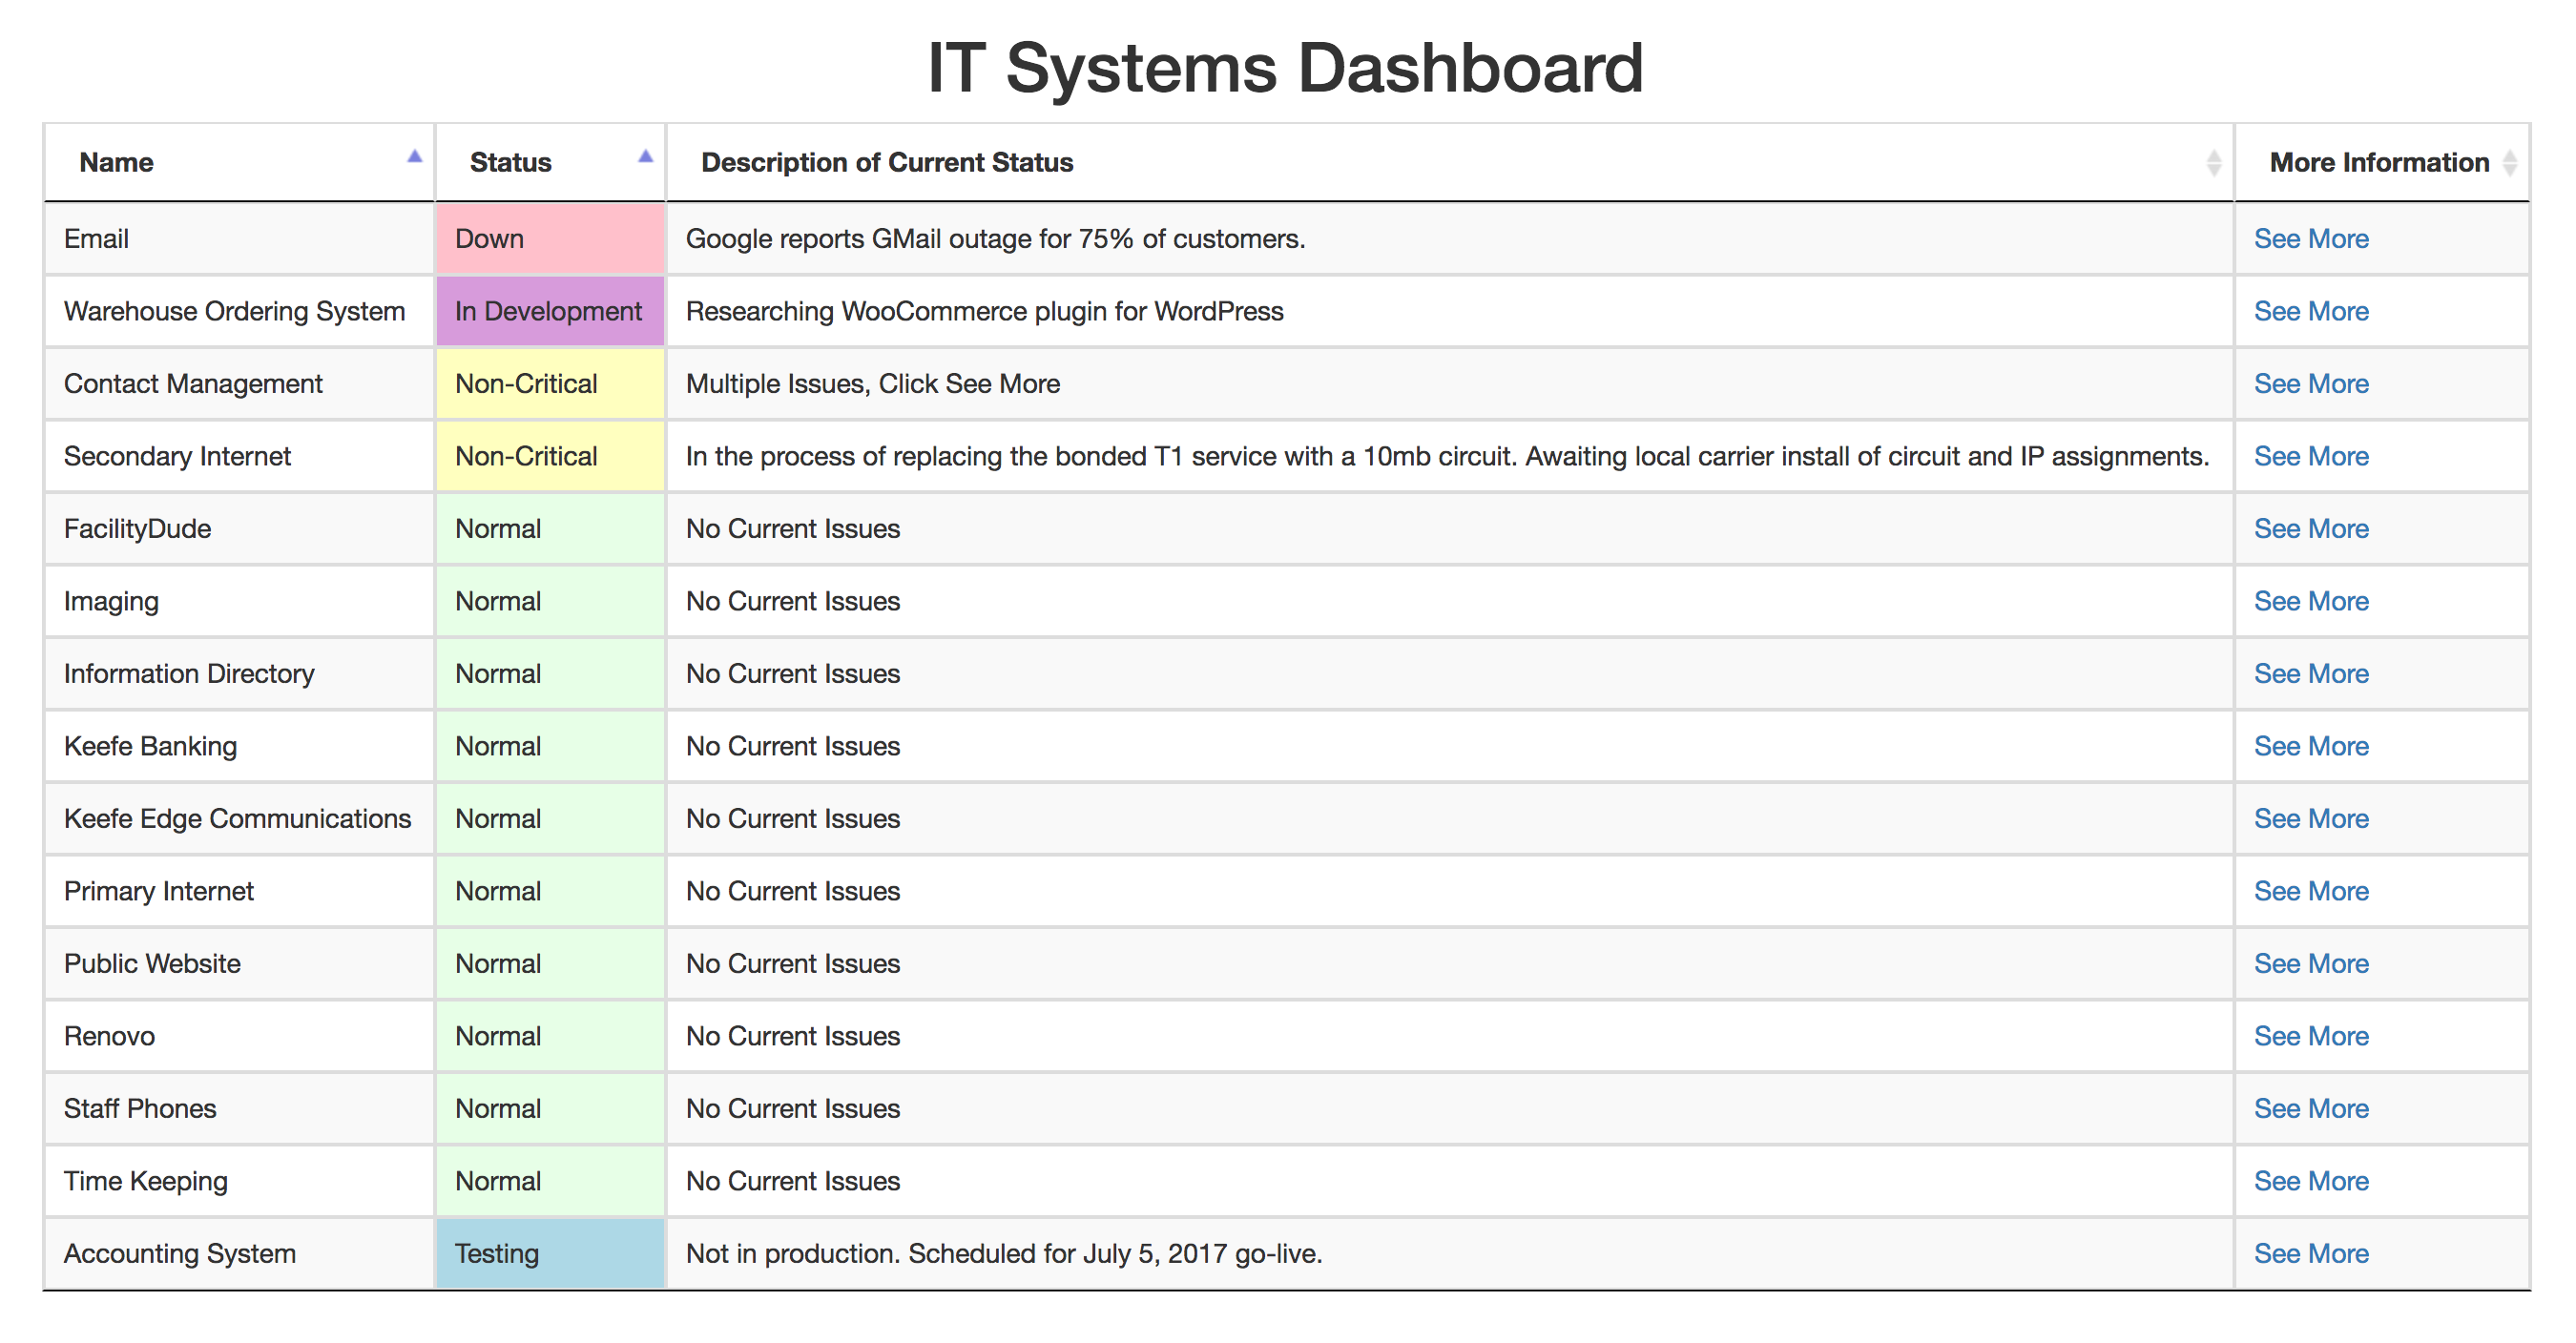 IT Systems Dashboard
Name Status Description of Current Status More Information
Email Down Google reports GMail outage for 75% of customers. See More
Warehouse Ordering System In Development Researching WooCommerce plugin for WordPress See More
Contact Management Non-Critical Multiple Issues, Click See More See More
Secondary Internet Non-Critical In the process of replacing the bonded T1 service with a 10mb circuit. Awaiting local carrier install of circuit and IP assignments. See More
FacilityDude Normal No Current Issues See More
Imaging Normal No Current Issues See More
Information Directory Normal No Current Issues See More
Keefe Banking Normal No Current Issues See More
Keefe Edge Communications Normal No Current Issues See More
Primary Internet Normal No Current Issues See More
Public Website Normal No Current Issues See More
Renovo Normal No Current Issues See More
Staff Phones Normal No Current Issues See More
Time Keeping Normal No Current Issues See More
Accounting System Testing Not in production. Scheduled for July 5, 2017 go-live. See More